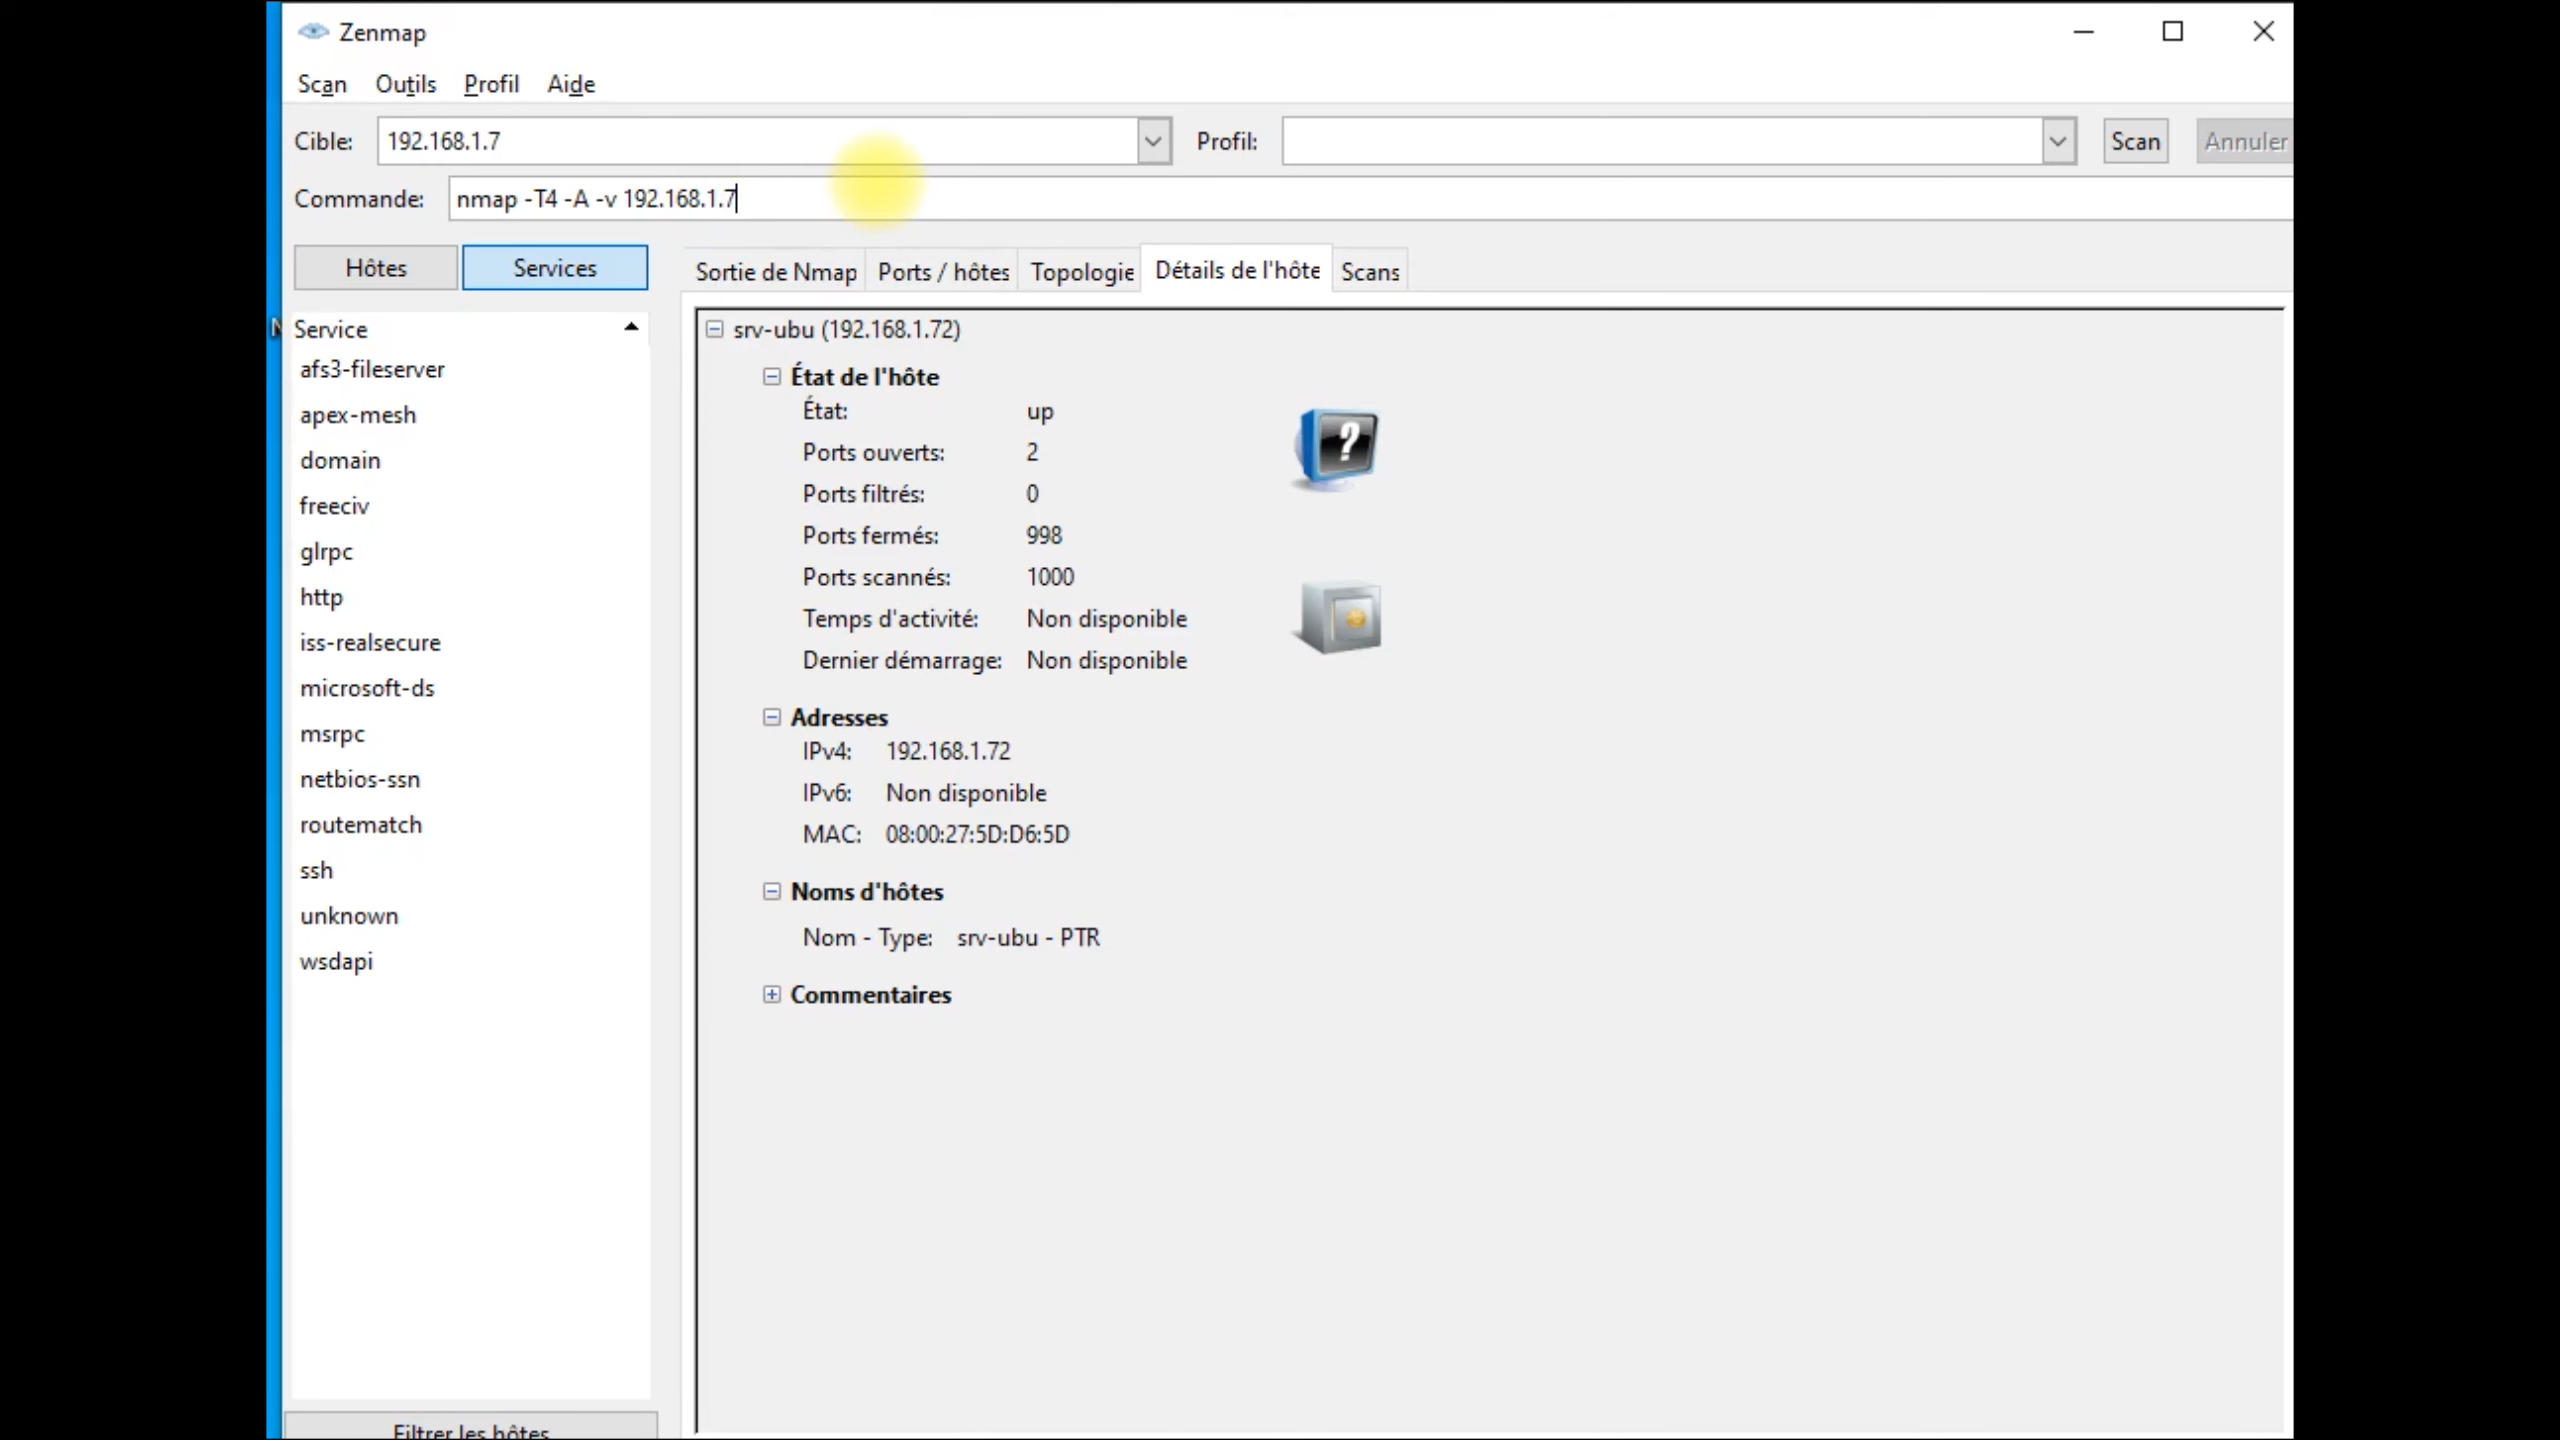 Zenmap
Scan Outils Profil Aide
Cible: 192.168.1.7 Profil: Scan Annuler
Commande: nmap -T4 -A -v 192.168.1.7
Hôtes Services
Sortie de Nmap Ports / hôtes Topologie Détails de l'hôte Scans
Service
afs3-fileserver
apex-mesh
domain
freeciv
glrpc
http
iss-realsecure
microsoft-ds
msrpc
netbios-ssn
routematch
ssh
unknown
wsdapi
Filtrer les hôtes
srv-ubu (192.168.1.72)
État de l'hôte
État: up
Ports ouverts: 2
Ports filtrés: 0
Ports fermés: 998
Ports scannés: 1000
Temps d'activité: Non disponible
Dernier démarrage: Non disponible
Adresses
IPv4: 192.168.1.72
IPv6: Non disponible
MAC: 08:00:27:5D:D6:5D
Noms d'hôtes
Nom - Type: srv-ubu - PTR
Commentaires